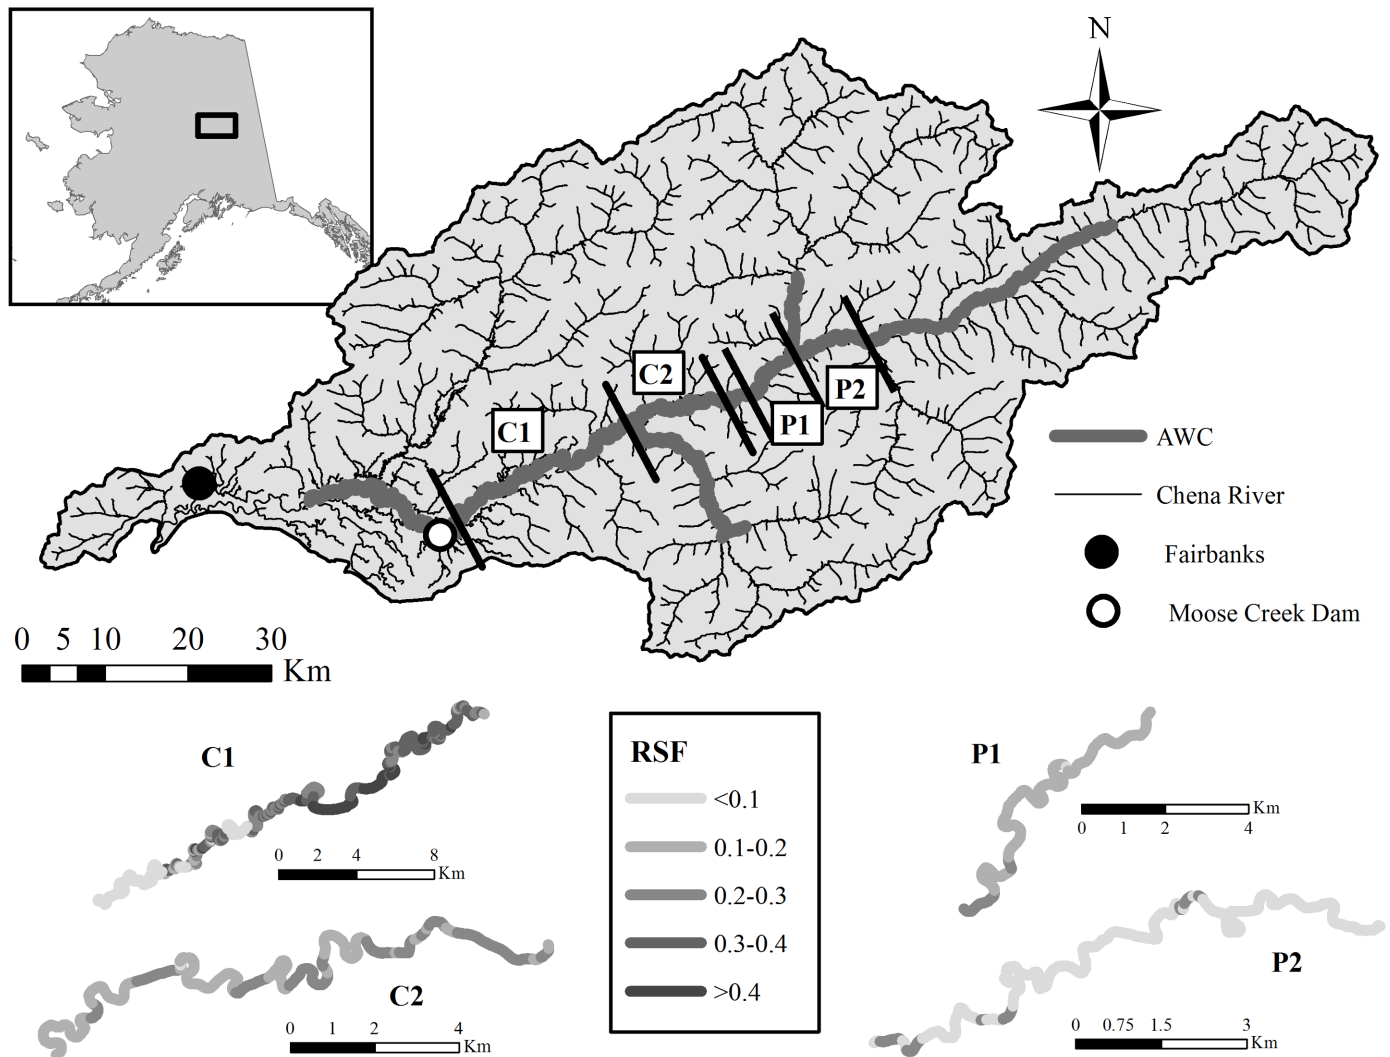 N
C2
C1
P2
P1
AWC
Chena River
Fairbanks
Moose Creek Dam
0 5 10 20 30
Km
C1
0 2 4 8
Km
C2
0 1 2 4
Km
RSF
<0.1
0.1-0.2
0.2-0.3
0.3-0.4
>0.4
P1
Km
0 1 2 4
P2
0 0.75 1.5 3
Km